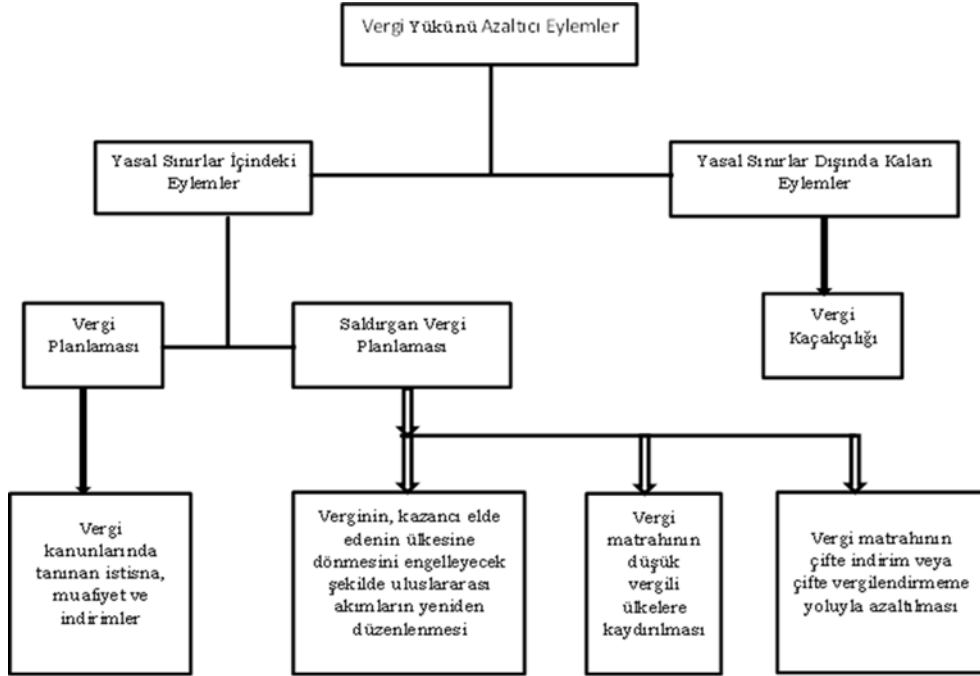 Vergi Yükünü Azaltıcı Eylemler
Yasal Sınırlar İçindeki
Eylemler
Yasal Sınırlar Dışında Kalan
Eylemler
Vergi
Planlaması
Saldırgan Vergi
Planlaması
Vergi
Kaçakçılığı
Vergi
kanunlarında
tanınan istisna,
muafiyet ve
indirimler
Verginin, kazancı elde
edenin ülkesine
dönmesini engelleyecek
şekilde uluslararası
akımların yeniden
düzenlenmesi
Vergi
matrahının
düşük
vergili
ülkelere
kaydırılması
Vergi matrahının
çifte indirim veya
çifte vergilendirmeme
yoluyla azaltılması